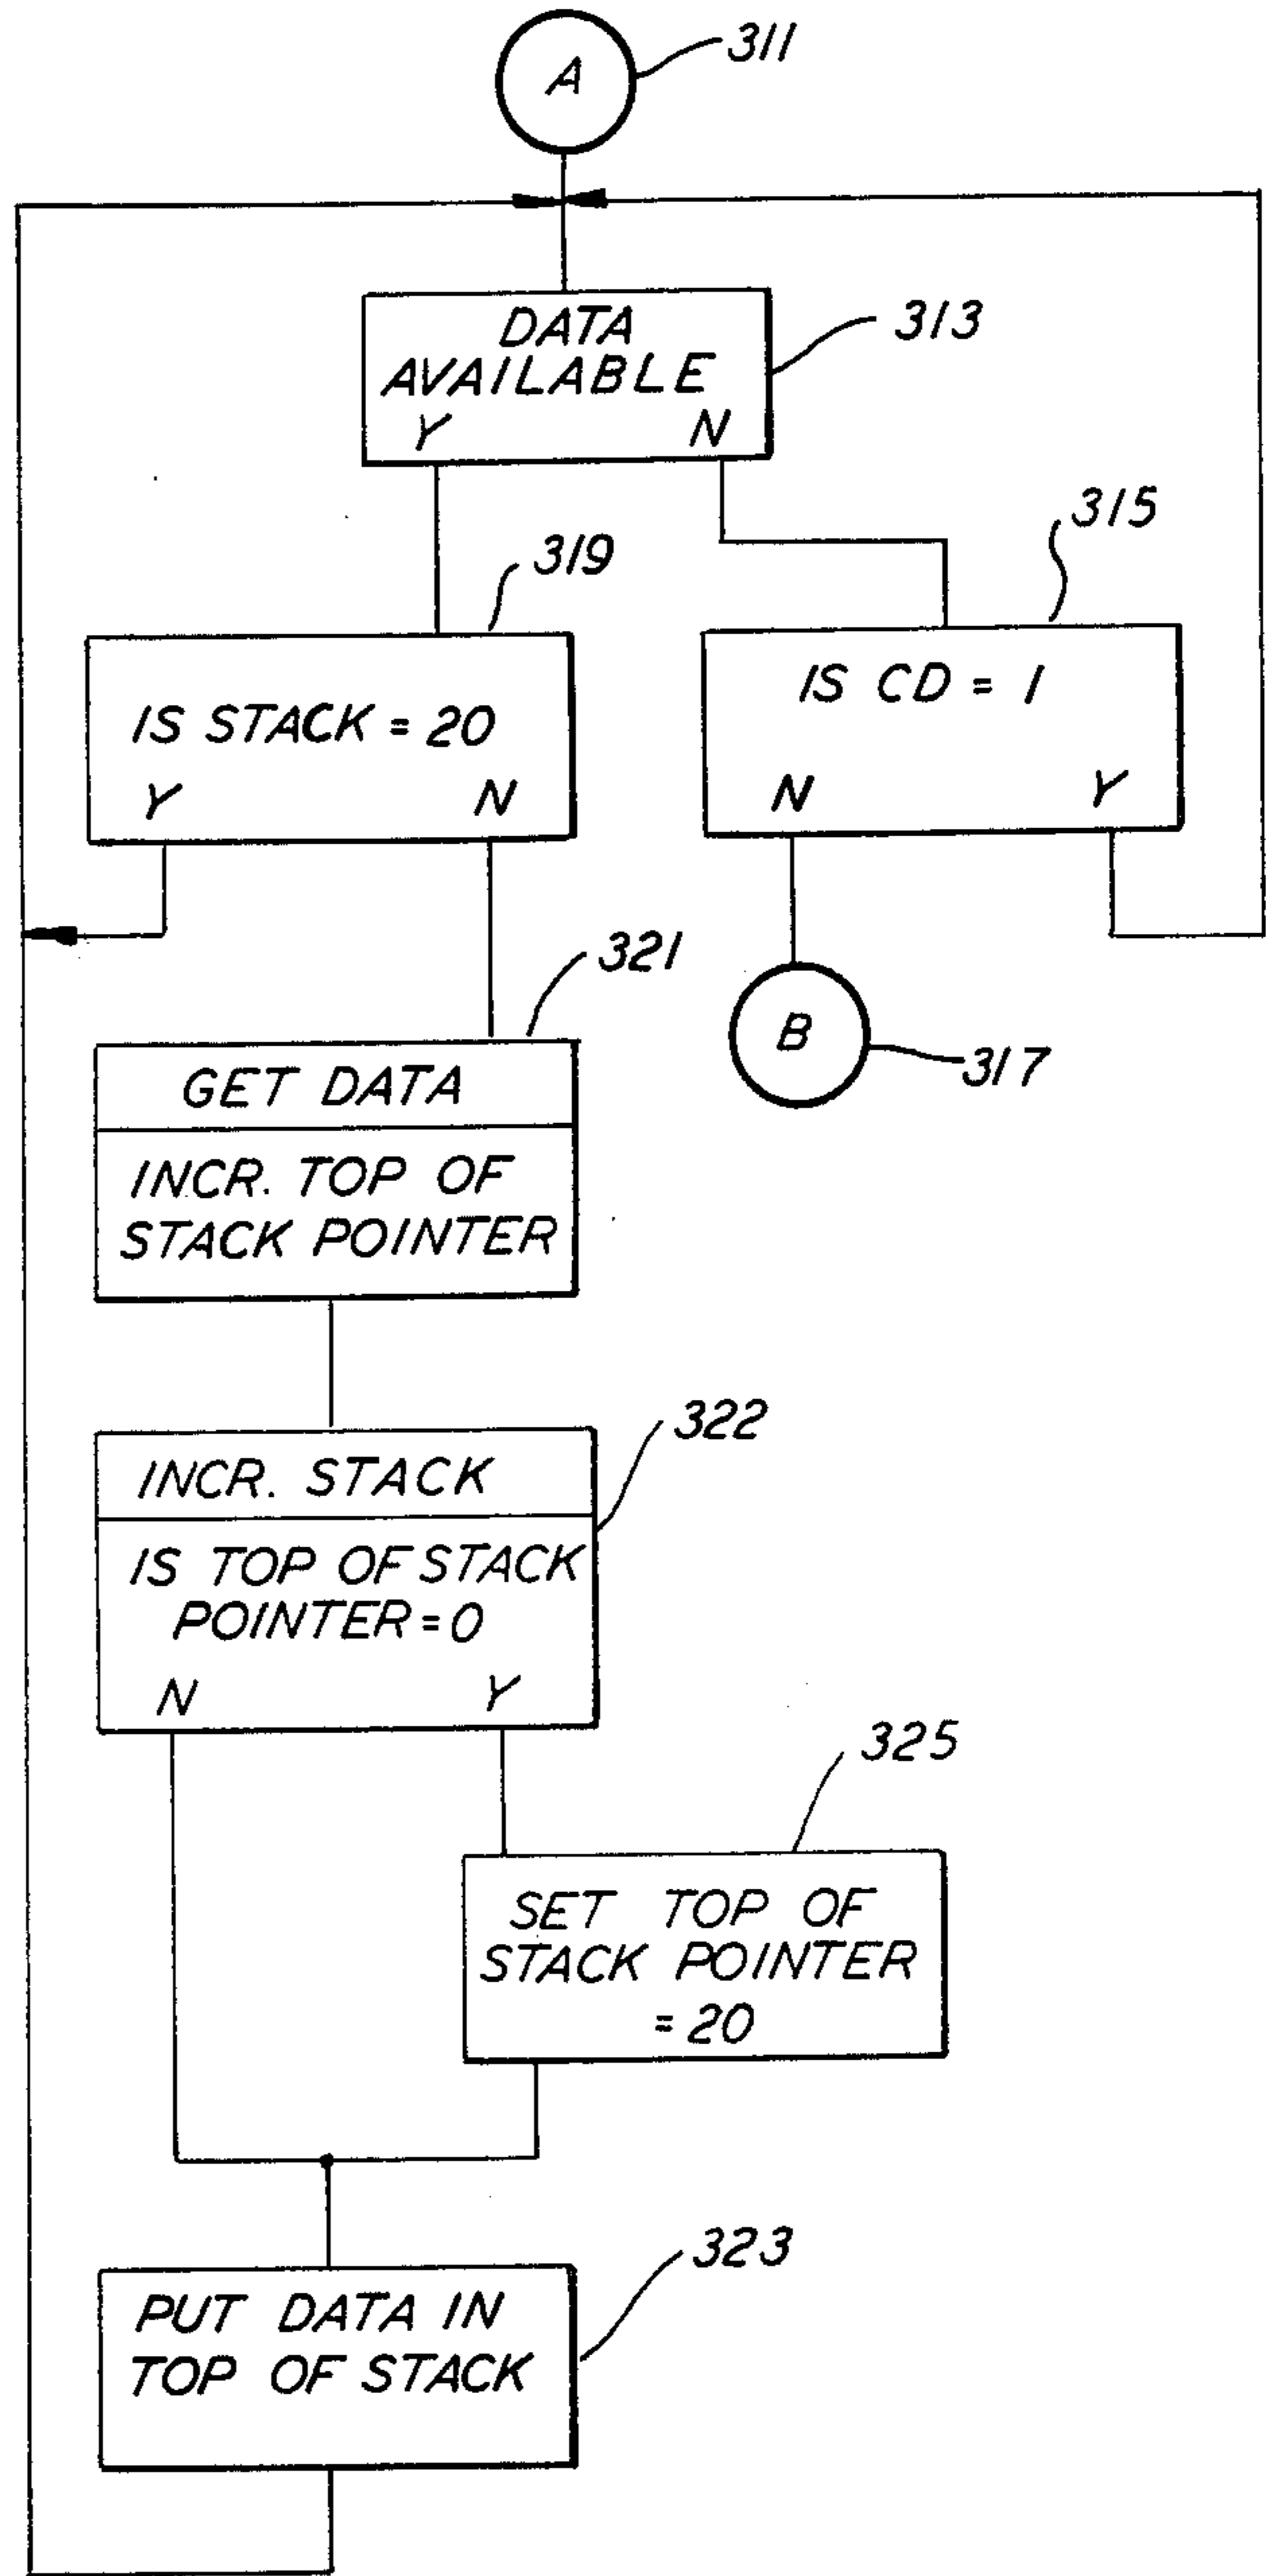 A
311
DATA
AVAILABLE
Y N
313
319
IS STACK = 20
Y N
315
IS CD = 1
N Y
321
GET DATA
INCR. TOP OF
STACK POINTER
B
317
322
INCR. STACK
IS TOP OF STACK
POINTER = 0
N Y
325
SET TOP OF
STACK POINTER
= 20
323
PUT DATA IN
TOP OF STACK